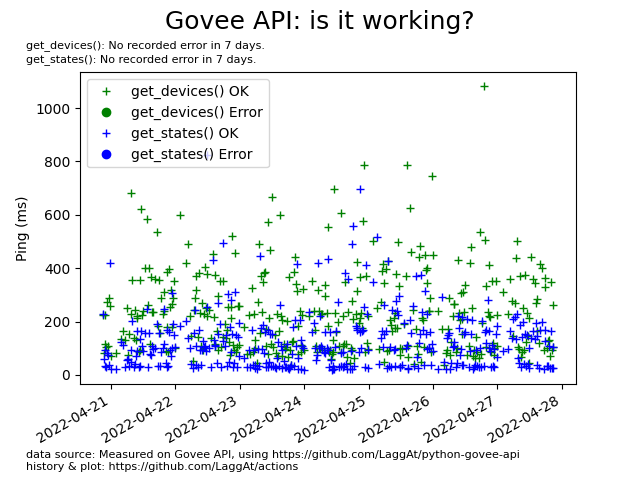 Govee API: is it working?
get_devices(): No recorded error in 7 days.
get_states(): No recorded error in 7 days.
get_devices() OK
get_devices() Error
get_states() OK
get_states() Error
Ping (ms)
1000
800
600
400
200
0
2022-04-21
2022-04-22
2022-04-23
2022-04-24
2022-04-25
2022-04-26
2022-04-27
2022-04-28
data source: Measured on Govee API, using https://github.com/LaggAt/python-govee-api
history & plot: https://github.com/LaggAt/actions